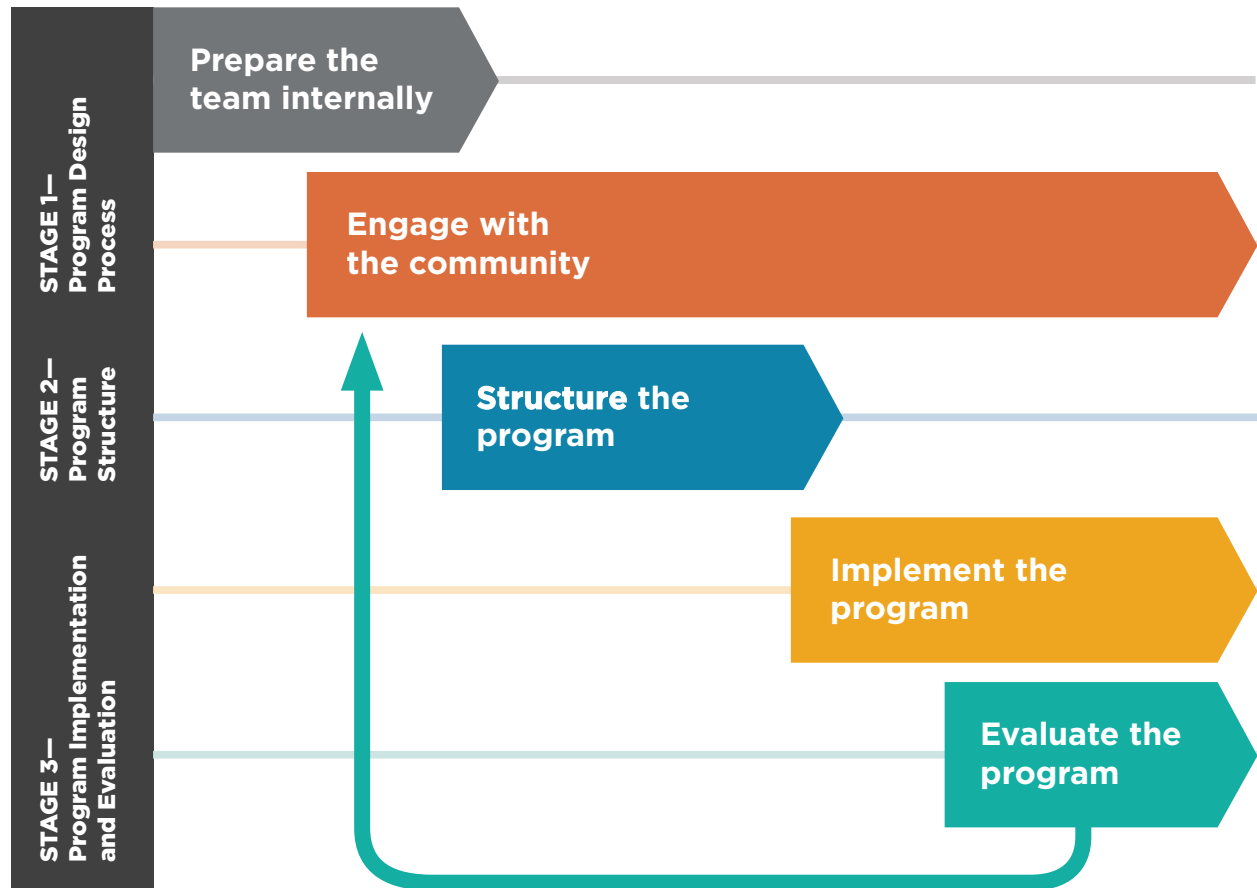 STAGE 1—
Program Design
Process
Prepare the
team internally
Engage with
the community
STAGE 2—
Program
Structure
Structure the
program
STAGE 3—
Program Implementation
and Evaluation
Implement the
program
Evaluate the
program